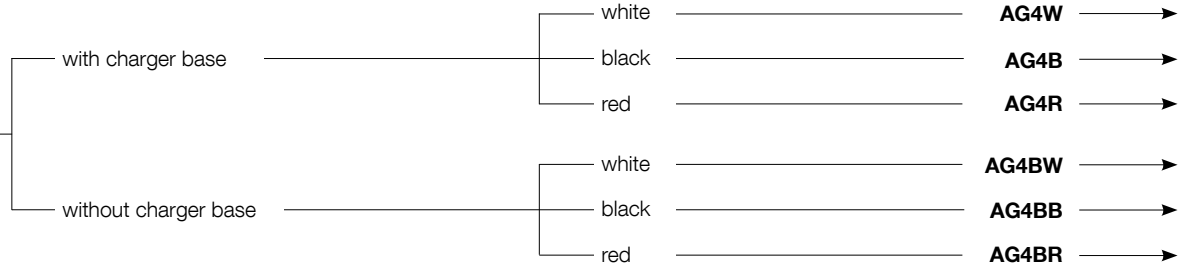 white AG4W
with charger base black AG4B
red AG4R
white AG4BW
without charger base black AG4BB
red AG4BR